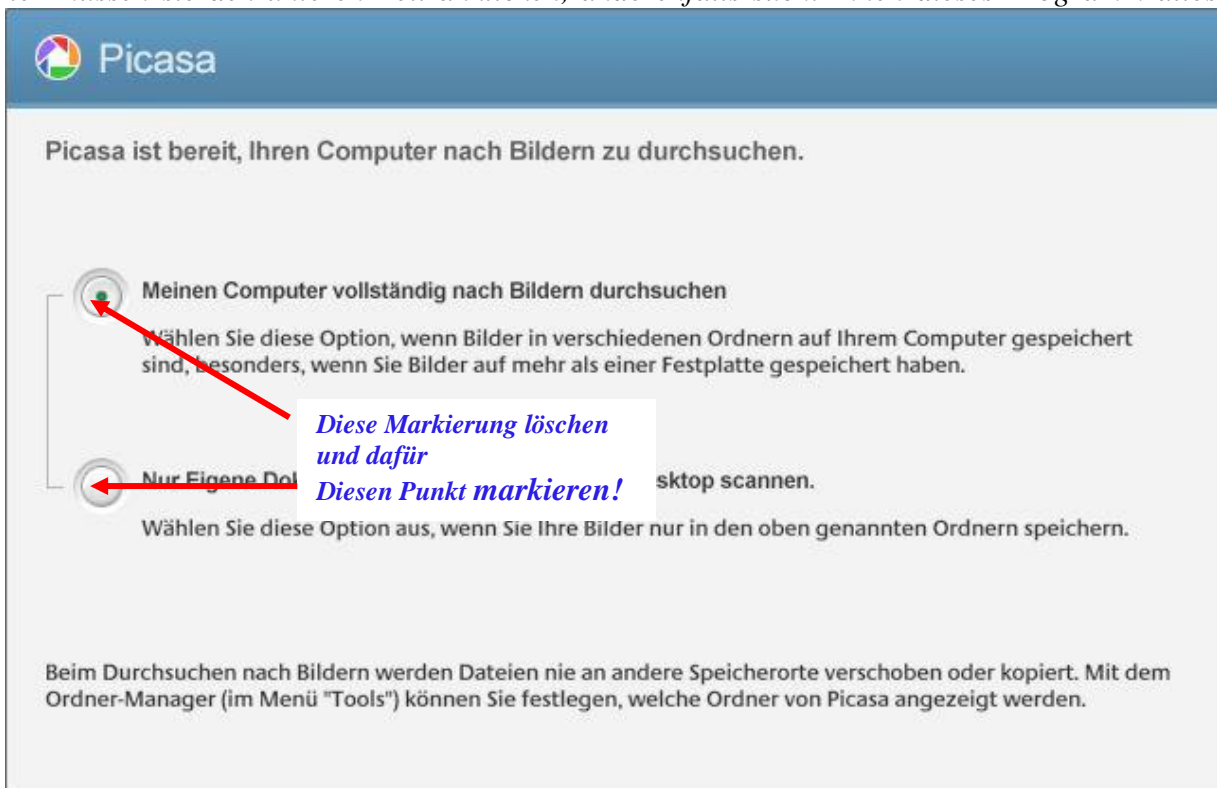 Picasa
Picasa ist bereit, Ihren Computer nach Bildern zu durchsuchen.
Meinen Computer vollständig nach Bildern durchsuchen
Wählen Sie diese Option, wenn Bilder in verschiedenen Ordnern auf Ihrem Computer gespeichert
sind, besonders, wenn Sie Bilder auf mehr als einer Festplatte gespeichert haben.
Diese Markierung löschen
und dafür
Diesen Punkt markieren!
Nur Eigene scannen.
Wählen Sie diese Option aus, wenn Sie Ihre Bilder nur in den oben genannten Ordnern speichern.
Beim Durchsuchen nach Bildern werden Dateien nie an andere Speicherorte verschoben oder kopiert. Mit dem
Ordner-Manager (im Menü "Tools") können Sie festlegen, welche Ordner von Picasa angezeigt werden.